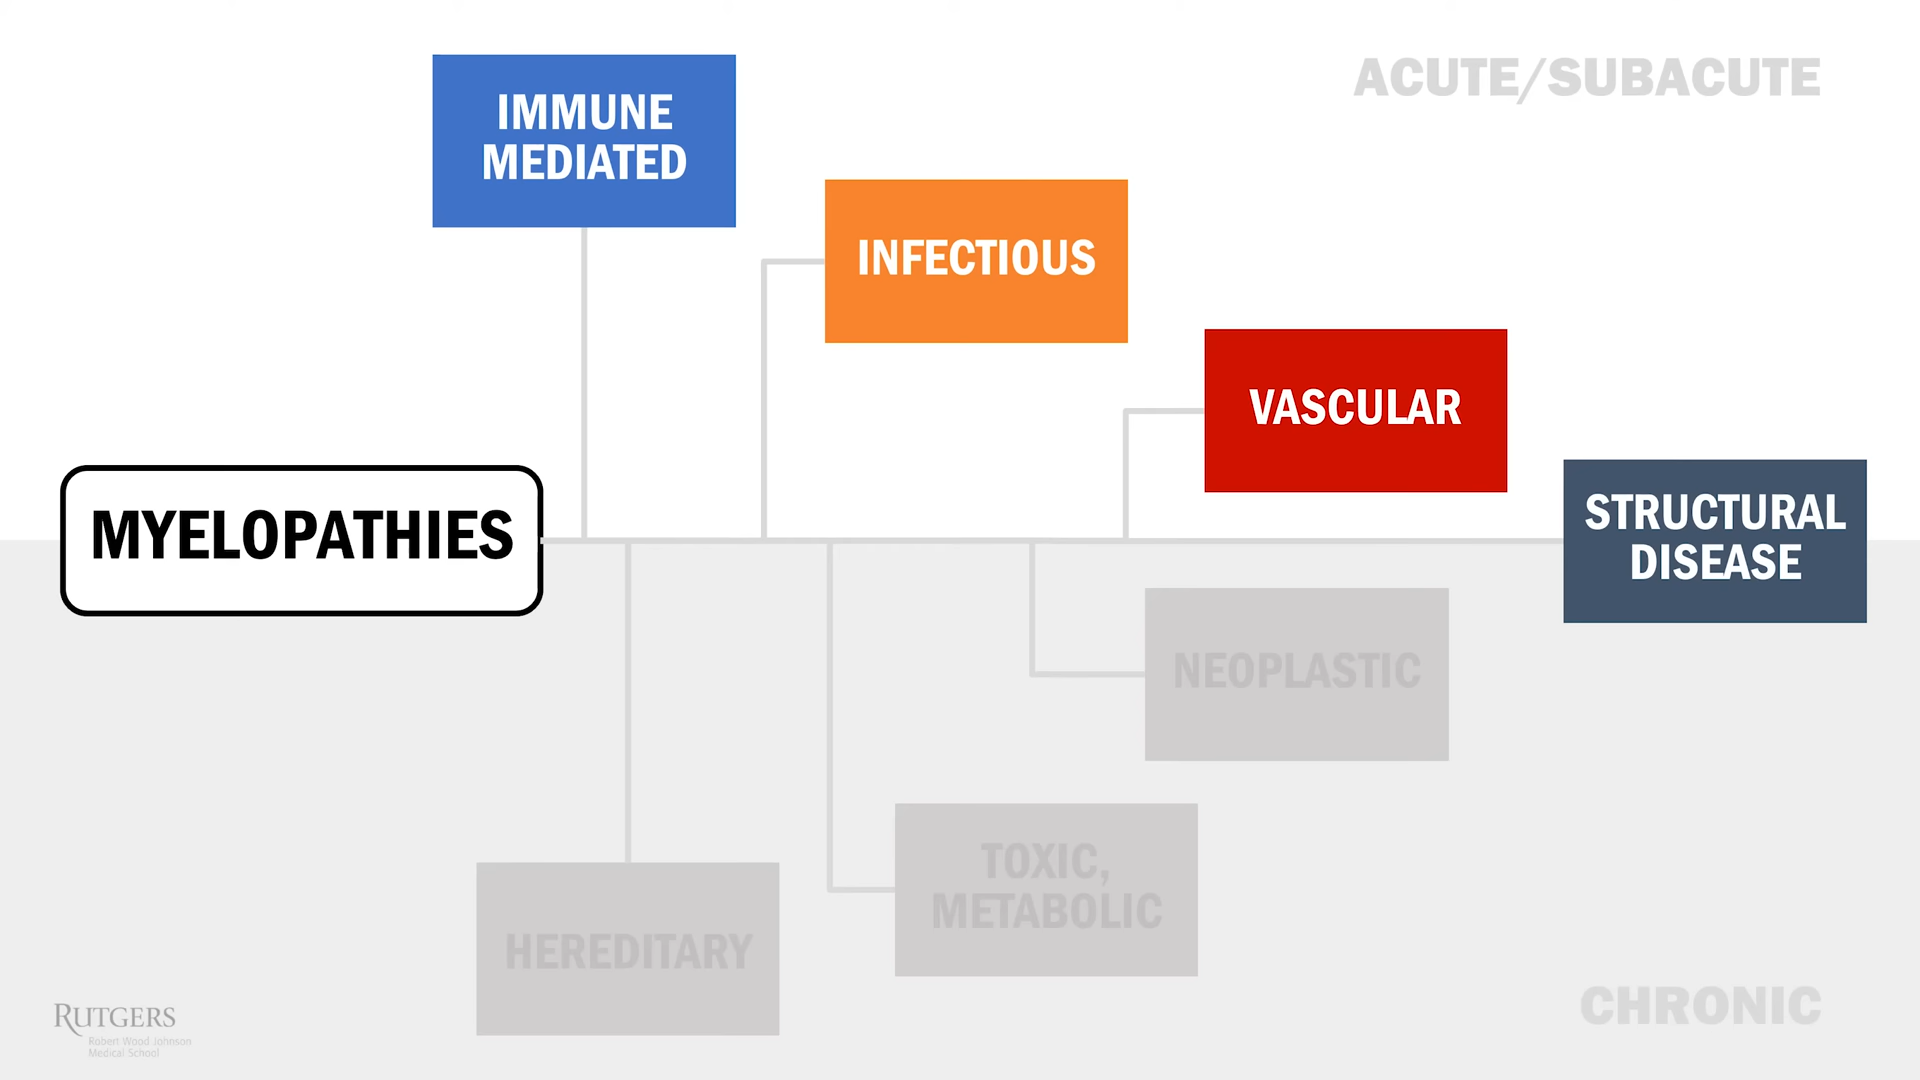 ACUTE/SUBACUTE
IMMUNE
MEDIATED
INFECTIOUS
VASCULAR
STRUCTURAL
DISEASE
MYELOPATHIES
NEOPLASTIC
TOXIC,
METABOLIC
HEREDITARY
CHRONIC
RUTGERS
Robert Wood Johnson
Medical School